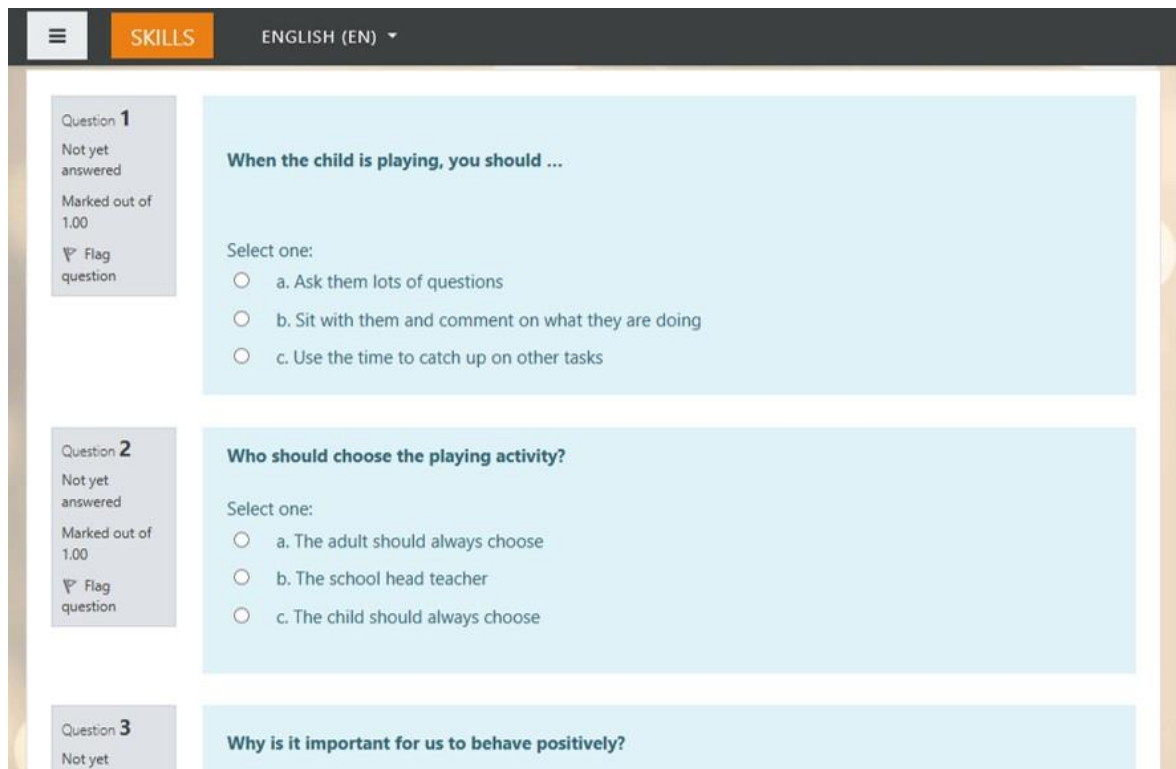 SKILLS
ENGLISH (EN)
Question 1
Not yet
answered
Marked out of
1.00
Flag
question
When the child is playing, you should ...
Select one:
a. Ask them lots of questions
b. Sit with them and comment on what they are doing
c. Use the time to catch up on other tasks
Question 2
Not yet
answered
Marked out of
1.00
Flag
question
Who should choose the playing activity?
Select one:
a. The adult should always choose
b. The school head teacher
c. The child should always choose
Question 3
Not yet
Why is it important for us to behave positively?